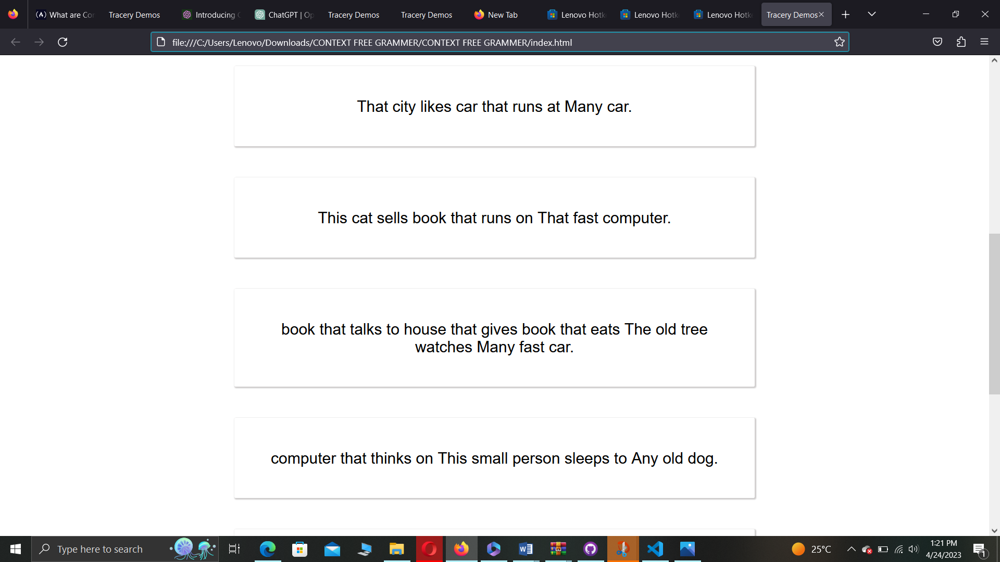 What are Co
Tracery Demos
Introducing
ChatGPT | Op
Tracery Demos
Tracery Demos
New Tab
Lenovo Hotk
Lenovo Hotk
Lenovo Hotk
Tracery Demos
file:///C:/Users/Lenovo/Downloads/CONTEXT FREE GRAMMER/CONTEXT FREE GRAMMER/index.html
That city likes car that runs at Many car.
This cat sells book that runs on That fast computer.
book that talks to house that gives book that eats The old tree
watches Many fast car.
computer that thinks on This small person sleeps to Any old dog.
Type here to search
25°C
1:21 PM
4/24/2023
1